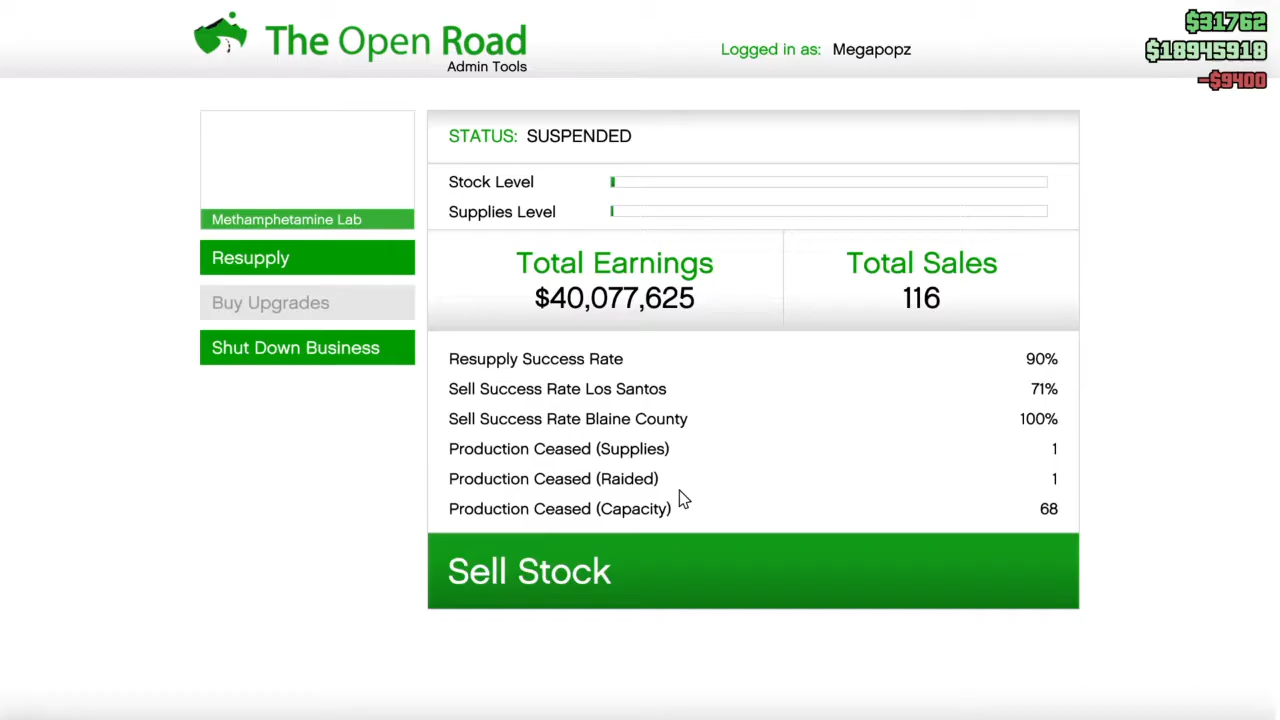 The Open Road
Admin Tools
Logged in as: Megapopz
$31762
$18945918
-$9400
Methamphetamine Lab
Resupply
Buy Upgrades
Shut Down Business
STATUS: SUSPENDED
Stock Level
Supplies Level
Total Earnings
$40,077,625
Total Sales
116
Resupply Success Rate 90%
Sell Success Rate Los Santos 71%
Sell Success Rate Blaine County 100%
Production Ceased (Supplies) 1
Production Ceased (Raided) 1
Production Ceased (Capacity) 68
Sell Stock